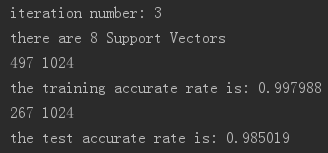 iteration number: 3
there are 8 Support Vectors
497 1024
the training accurate rate is: 0.997988
267 1024
the test accurate rate is: 0.985019